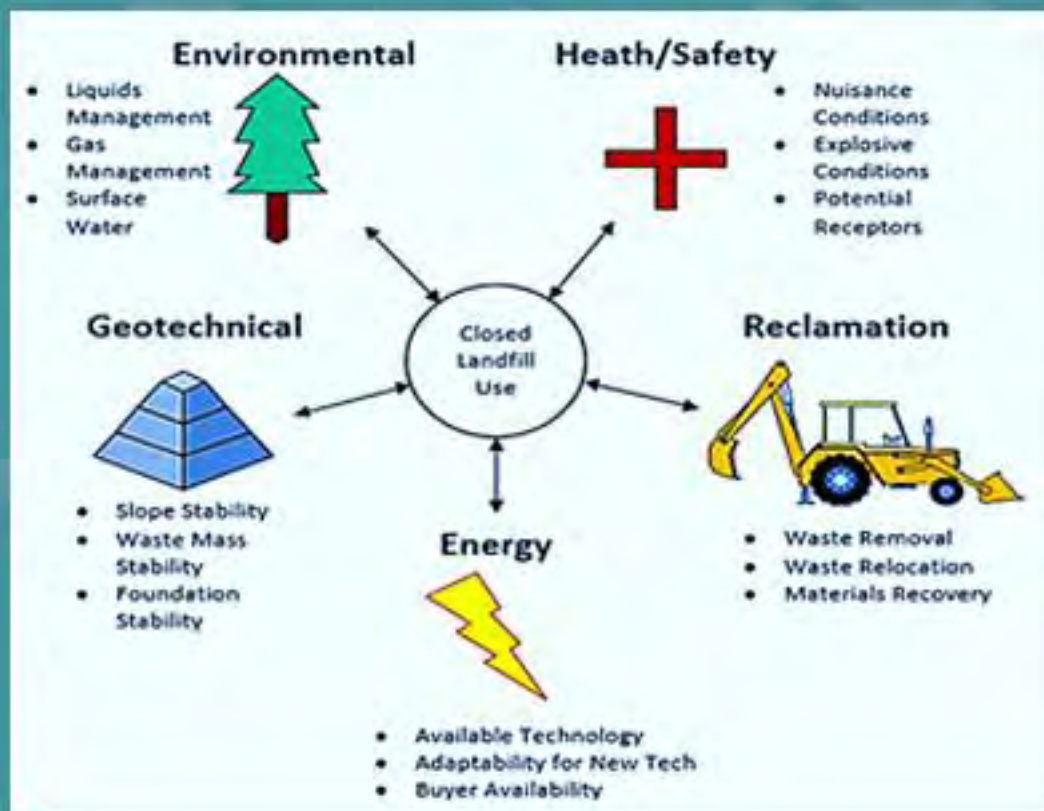 Environmental
• Liquids
Management
• Gas
Management
• Surface
Water
Heath/Safety
• Nuisance
Conditions
• Explosive
Conditions
• Potential
Receptors
Closed
Landfill
Use
Geotechnical
• Slope Stability
• Waste Mass
Stability
• Foundation
Stability
Reclamation
• Waste Removal
• Waste Relocation
• Materials Recovery
Energy
• Available Technology
• Adaptability for New Tech
• Buyer Availability